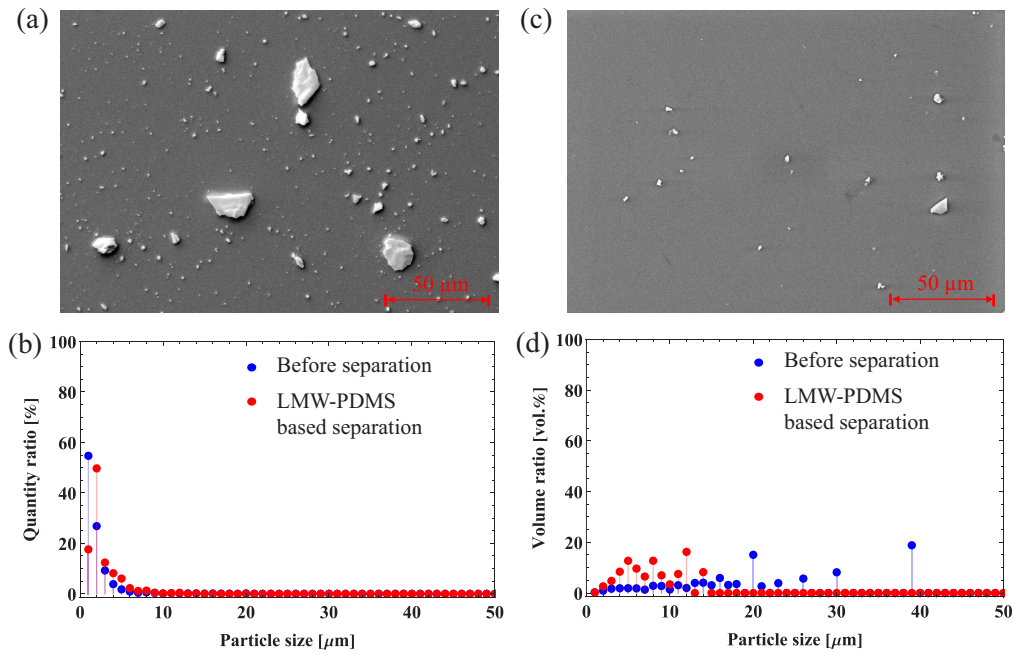 (a)
50 µm
(c)
50 µm
(b)
Quantity ratio [%]
100
80
60
40
20
0
Before separation
LMW-PDMS
based separation
0 10 20 30 40 50
Particle size [µm]
(d)
Volume ratio [vol.%]
100
80
60
40
20
0
Before separation
LMW-PDMS
based separation
0 10 20 30 40 50
Particle size [µm]